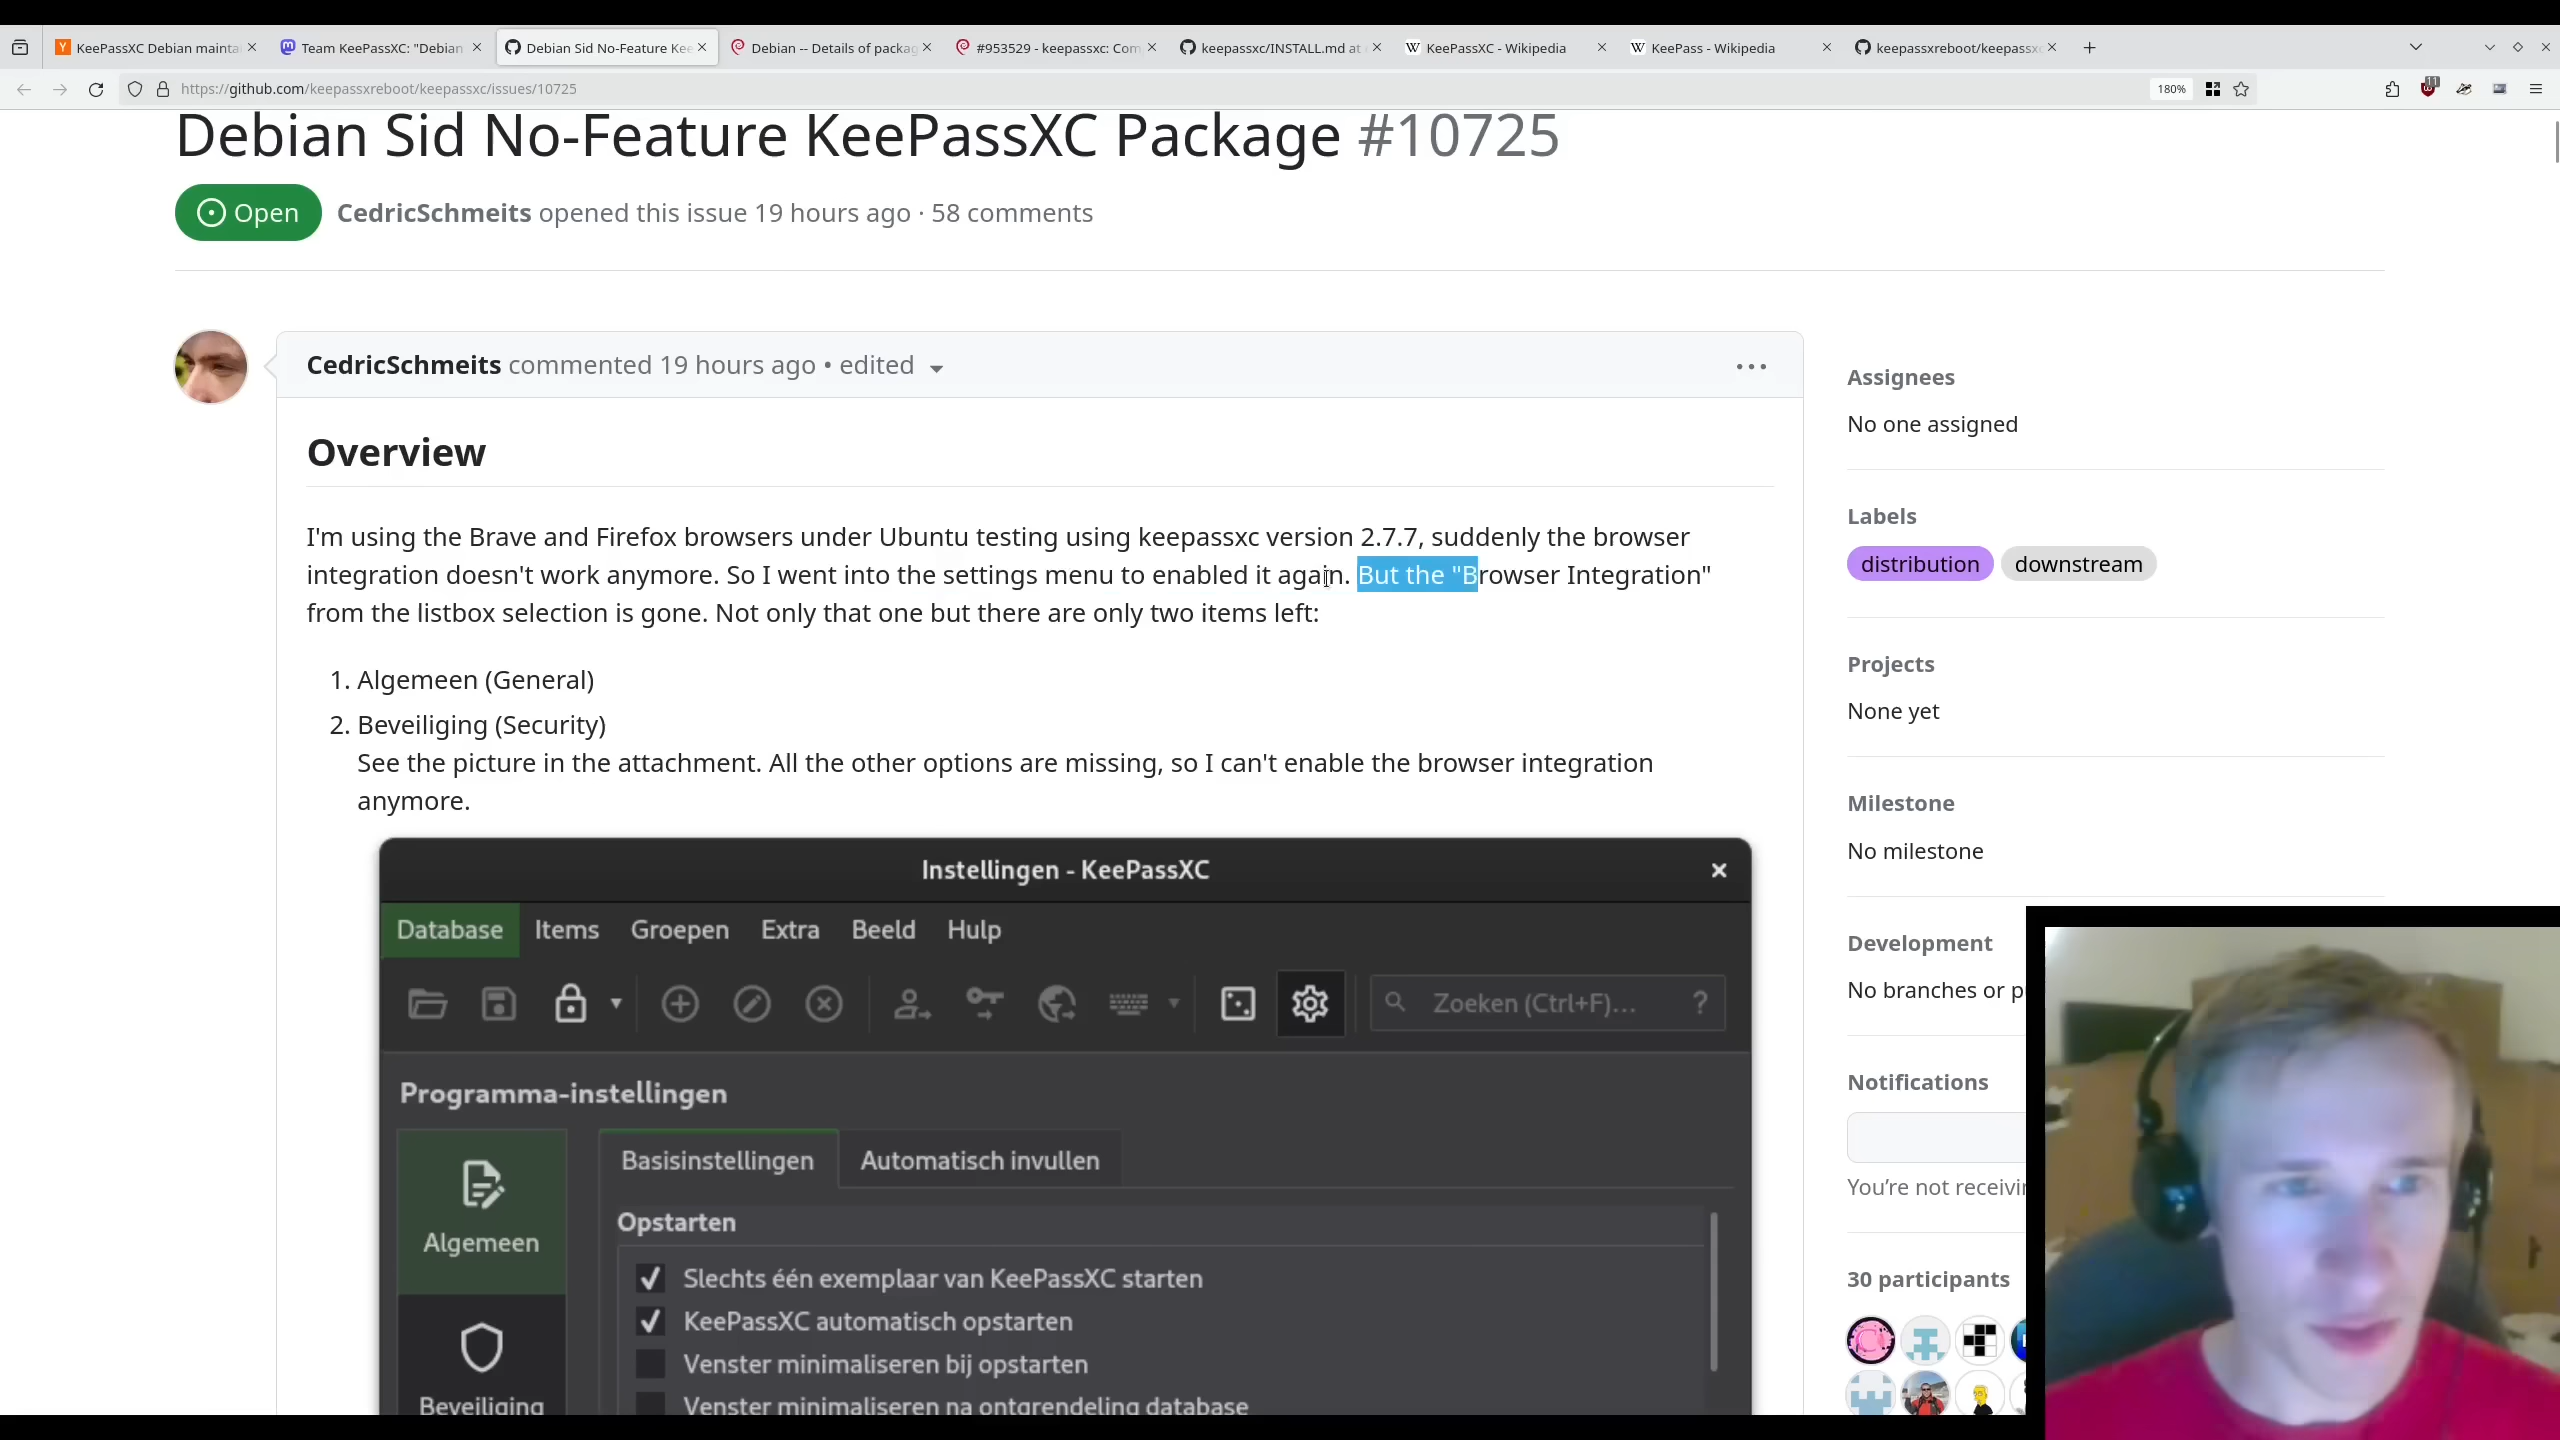 KeePassXC Debian mainta
Team KeePassXC: "Debian
Debian Sid No-Feature Kee
Debian -- Details of packag
#953529 - keepassxc: Com
keepassxc/INSTALL.md at
KeePassXC - Wikipedia
KeePass - Wikipedia
keepassxreboot/keepassxc
https://github.com/keepassxreboot/keepassxc/issues/10725
180%
11
Debian Sid No-Feature KeePassXC Package #10725
Open
CedricSchmeits opened this issue 19 hours ago · 58 comments
CedricSchmeits commented 19 hours ago • edited
Overview
I'm using the Brave and Firefox browsers under Ubuntu testing using keepassxc version 2.7.7, suddenly the browser
integration doesn't work anymore. So I went into the settings menu to enabled it again. But the "Browser Integration"
from the listbox selection is gone. Not only that one but there are only two items left:
1. Algemeen (General)
2. Beveiliging (Security)
See the picture in the attachment. All the other options are missing, so I can't enable the browser integration
anymore.
Instellingen - KeePassXC
Database Items Groepen Extra Beeld Hulp
Zoeken (Ctrl+F)... ?
Programma-instellingen
Algemeen
Beveiliging
Basisinstellingen
Automatisch invullen
Opstarten
Slechts één exemplaar van KeePassXC starten
KeePassXC automatisch opstarten
Venster minimaliseren bij opstarten
Venster minimaliseren na ontgrendeling database
Assignees
No one assigned
Labels
distribution downstream
Projects
None yet
Milestone
No milestone
Development
No branches or p
Notifications
You're not receivin
30 participants